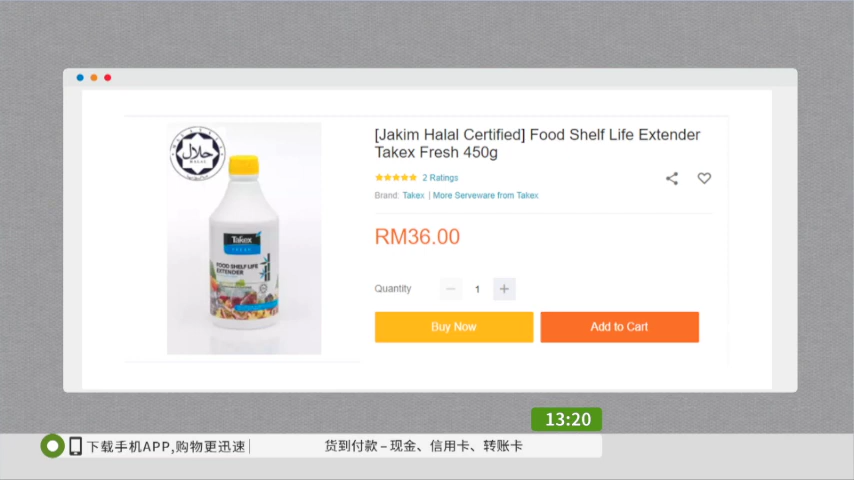 [Jakim Halal Certified] Food Shelf Life Extender
Takex Fresh 450g
2 Ratings
Brand: Takex | More Serveware from Takex
RM36.00
Quantity
− 1 +
Buy Now
Add to Cart
حلال
Takex
FOOD SHELF LIFE
EXTENDER
13:20
下载手机APP,购物更迅速
货到付款 – 现金、信用卡、转账卡